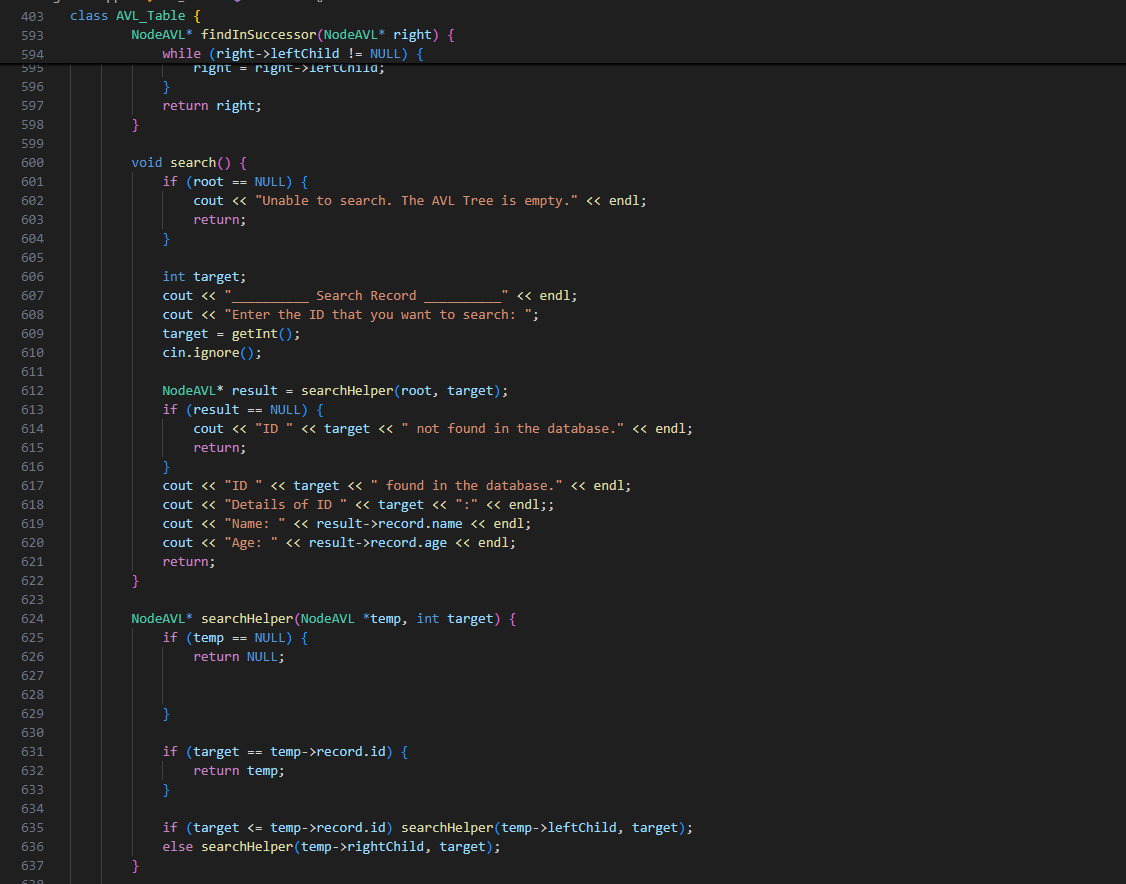 403 class AVL_Table {
593 NodeAVL* findInSuccessor(NodeAVL* right) {
594 while (right->leftChild != NULL) {
595 right = right->leftChild;
596 }
597 return right;
598 }
599
600 void search() {
601 if (root == NULL) {
602 cout << "Unable to search. The AVL Tree is empty." << endl;
603 return;
604 }
605
606 int target;
607 cout << "__________ Search Record __________" << endl;
608 cout << "Enter the ID that you want to search: ";
609 target = getInt();
610 cin.ignore();
611
612 NodeAVL* result = searchHelper(root, target);
613 if (result == NULL) {
614 cout << "ID " << target << " not found in the database." << endl;
615 return;
616 }
617 cout << "ID " << target << " found in the database." << endl;
618 cout << "Details of ID " << target << ":" << endl;;
619 cout << "Name: " << result->record.name << endl;
620 cout << "Age: " << result->record.age << endl;
621 return;
622 }
623
624 NodeAVL* searchHelper(NodeAVL *temp, int target) {
625 if (temp == NULL) {
626 return NULL;
627
628
629 }
630
631 if (target == temp->record.id) {
632 return temp;
633 }
634
635 if (target <= temp->record.id) searchHelper(temp->leftChild, target);
636 else searchHelper(temp->rightChild, target);
637 }